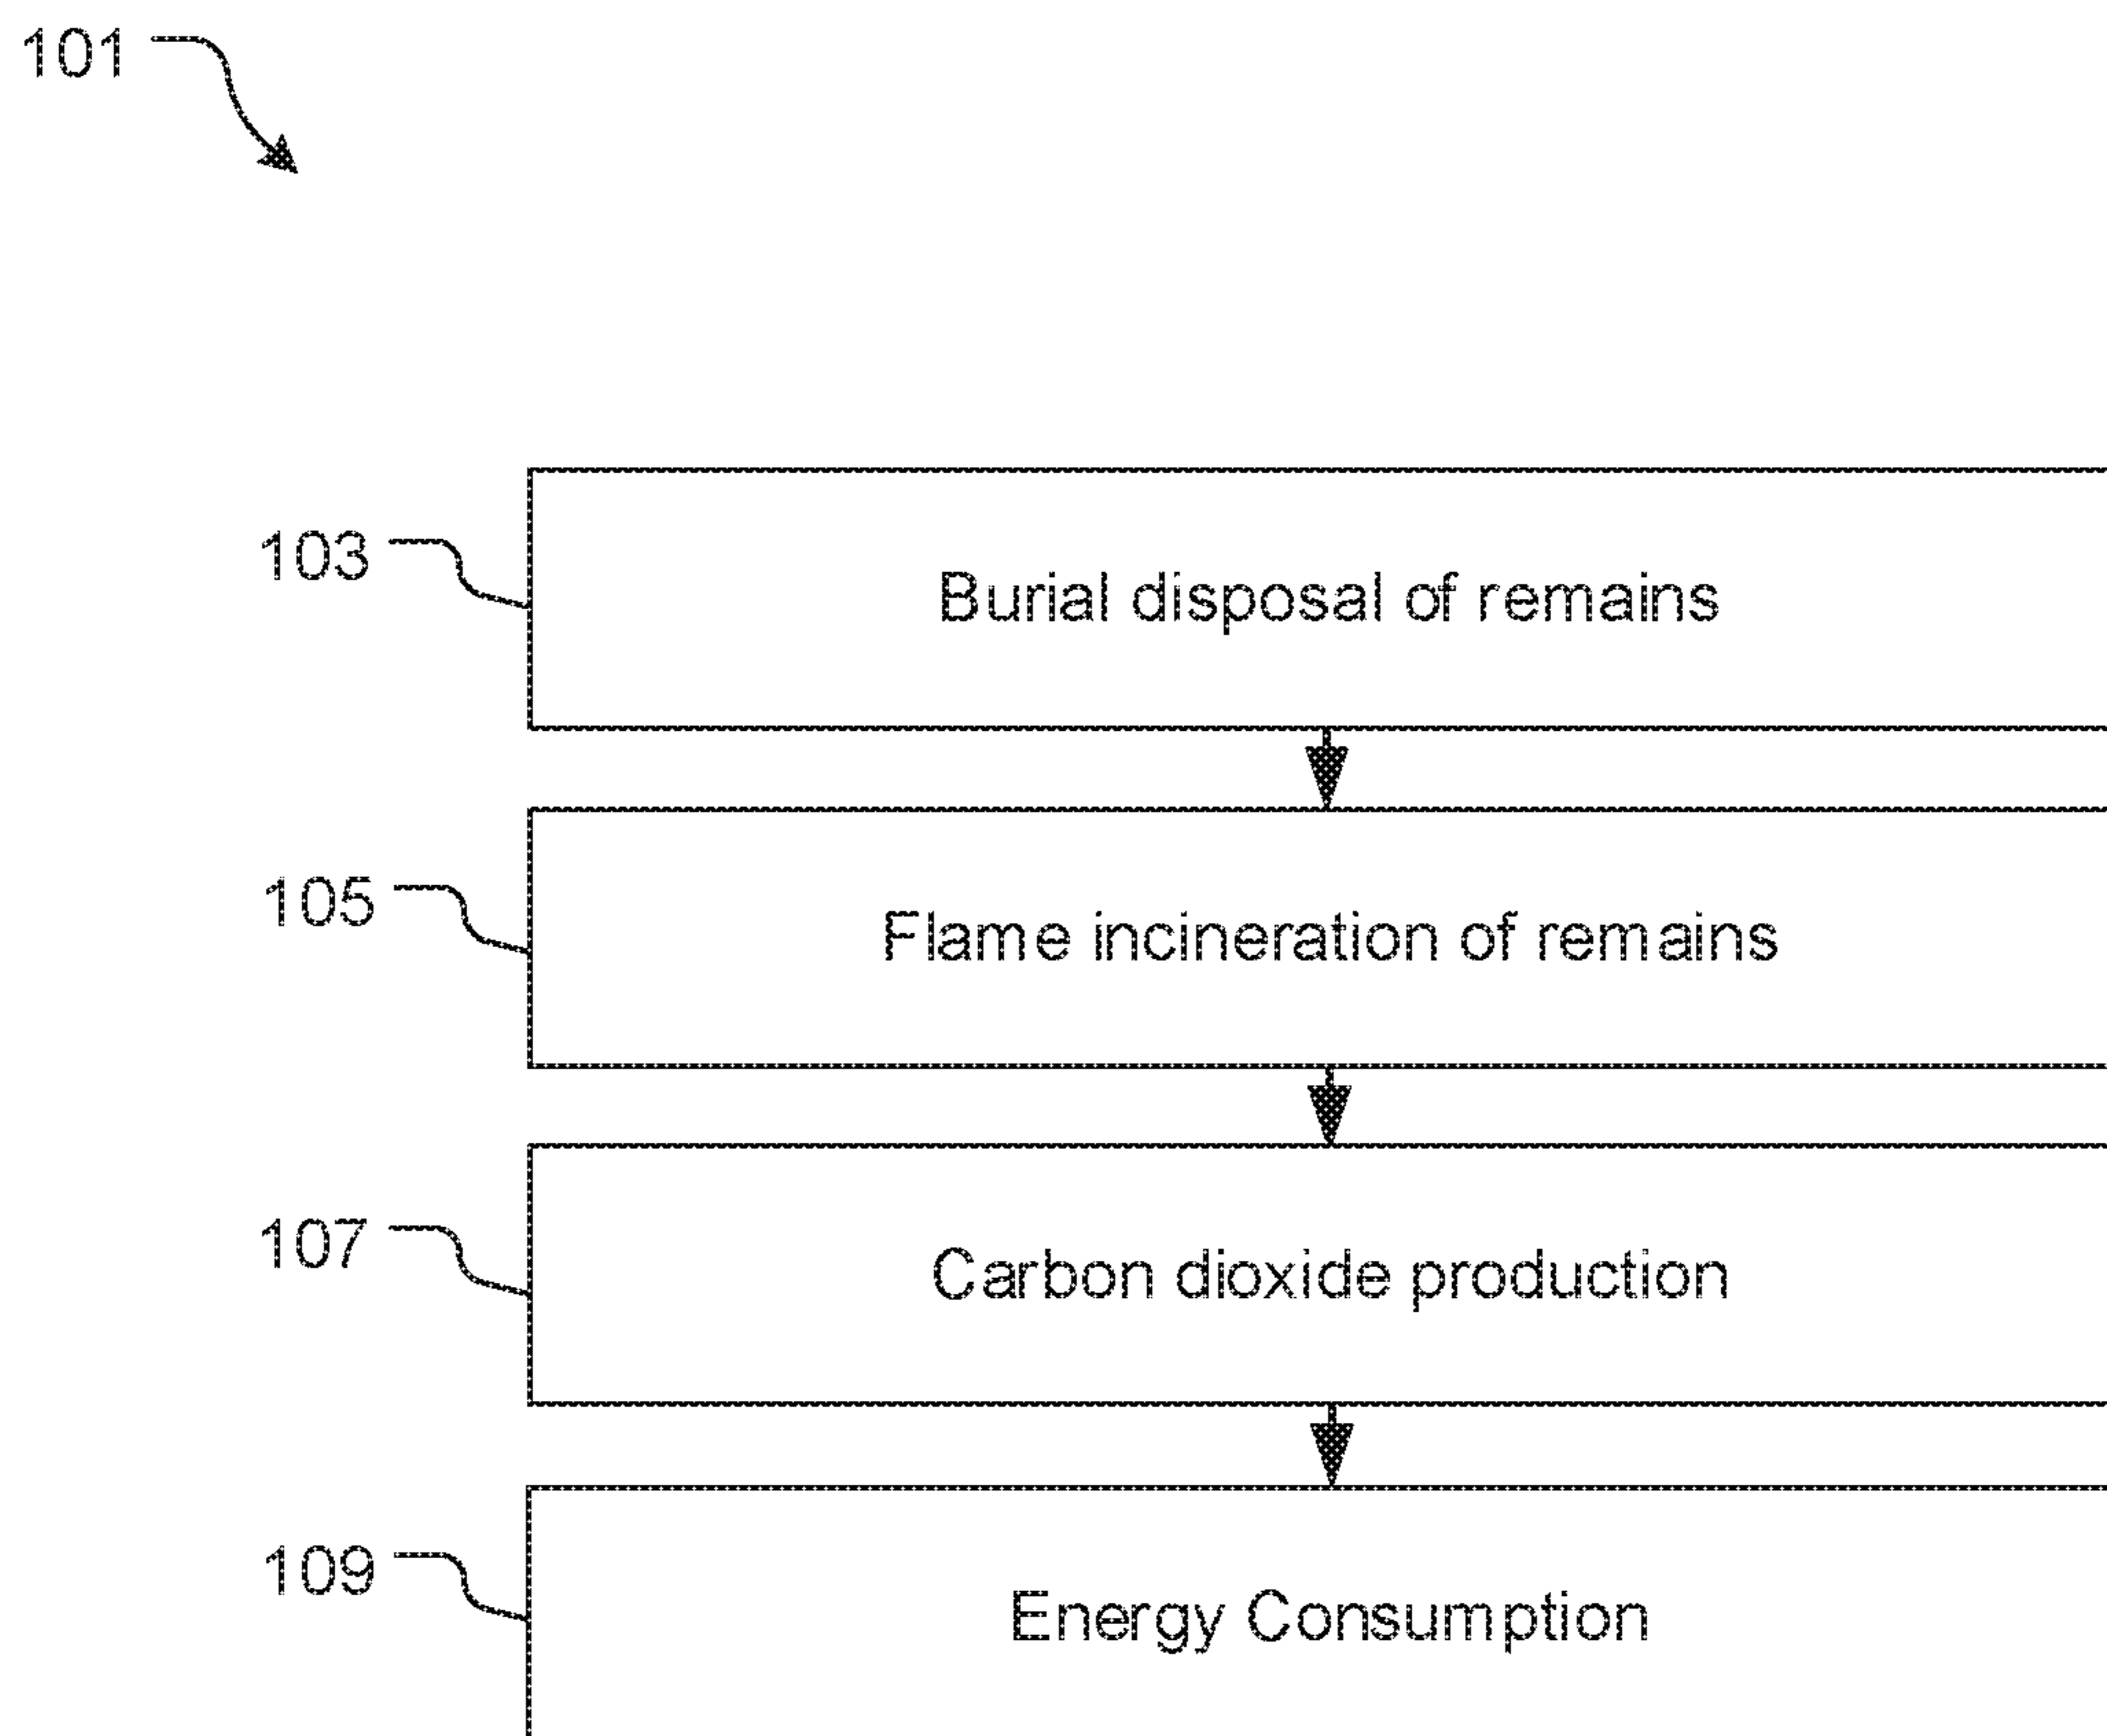 101
103
Burial disposal of remains
105
Flame incineration of remains
107
Carbon dioxide production
109
Energy Consumption